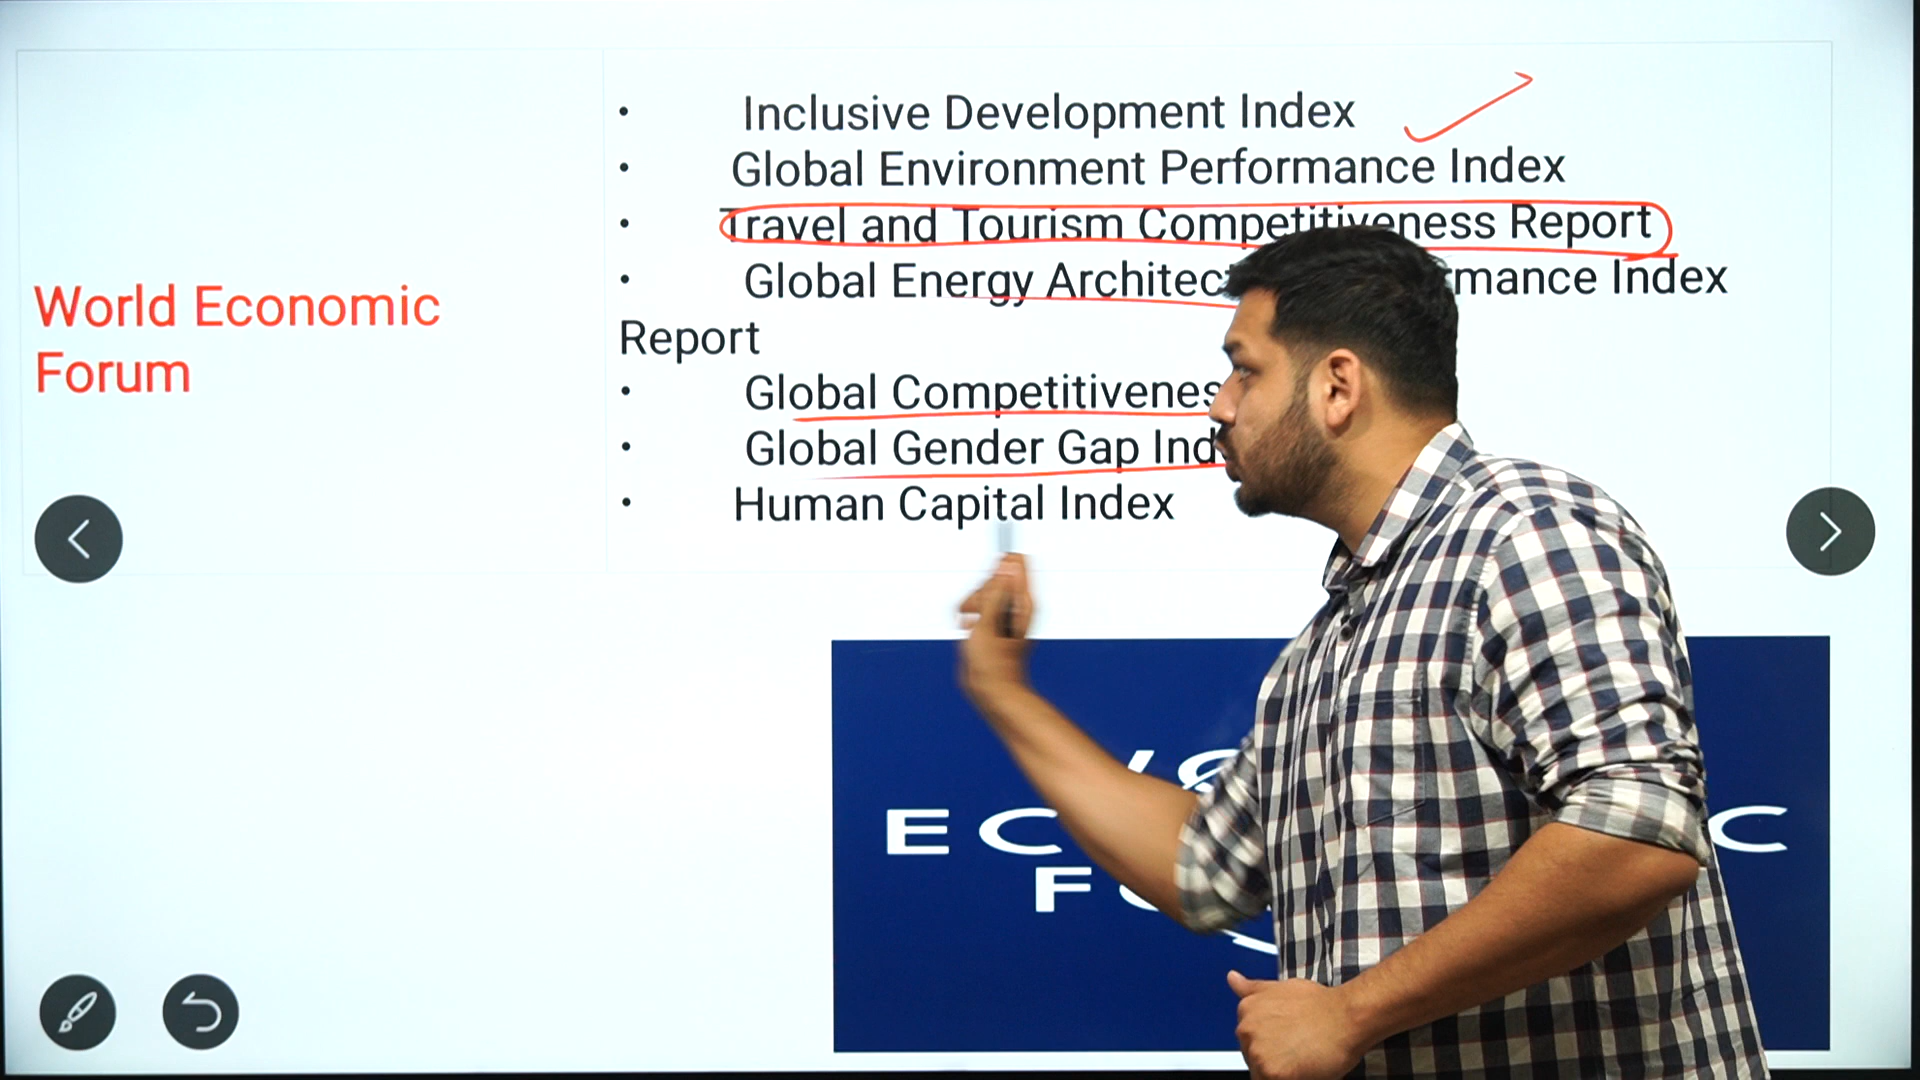 Inclusive Development Index
Global Environment Performance Index
Travel and Tourism Competitiveness Report
Global Energy Architec mance Index
Report
World Economic
Forum
Global Competitivenes
Global Gender Gap Ind
Human Capital Index
E C C
F